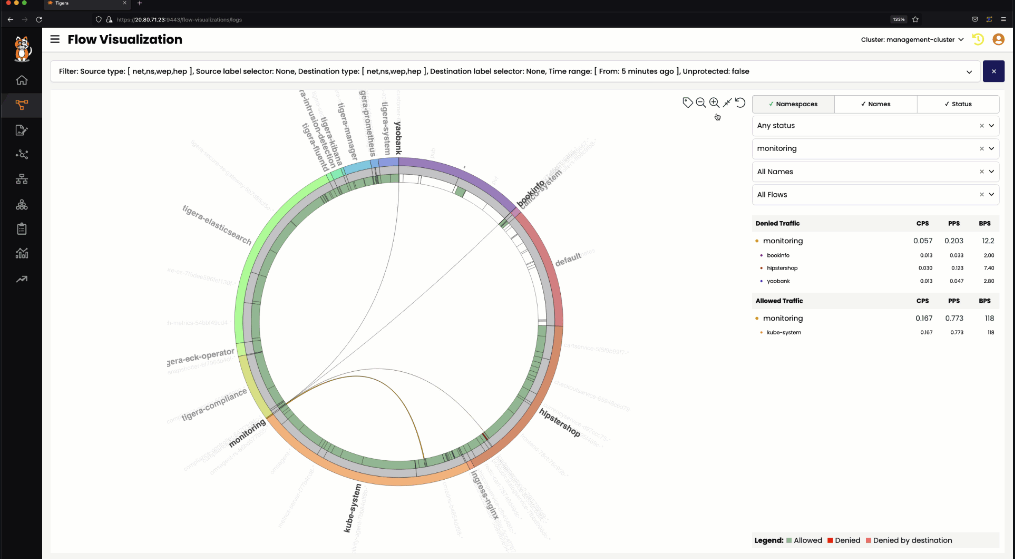 Tigera
https://20.80.71.23:9443/flow-visualizations/legs
Flow Visualization
Cluster: management-cluster
Filter: Source type: [ net,ns,wep,hep ], Source label selector: None, Destination type: [ net,ns,wep,hep ], Destination label selector: None, Time range: [ From: 5 minutes ago ], Unprotected: false
✓ Namespaces
✓ Names
✓ Status
Any status
monitoring
All Names
All Flows
Denied Traffic CPS PPS BPS
monitoring 0.057 0.203 12.2
bookinfo 0.013 0.033 2.00
hipstershop 0.030 0.123 7.40
yaobank 0.013 0.047 2.80
Allowed Traffic CPS PPS BPS
monitoring 0.167 0.773 118
kube-system 0.167 0.773 118
tigera-fluentd
ra-intrusion-detection
tigera-kibana
tigera-manager
gera-prometheus
tigera-system
yaobank
bookinfo
default
hipstershop
ingress-nginx
kube-system
monitoring
tigera-compliance
gera-eck-operator
tigera-elasticsearch
Legend: Allowed Denied Denied by destination